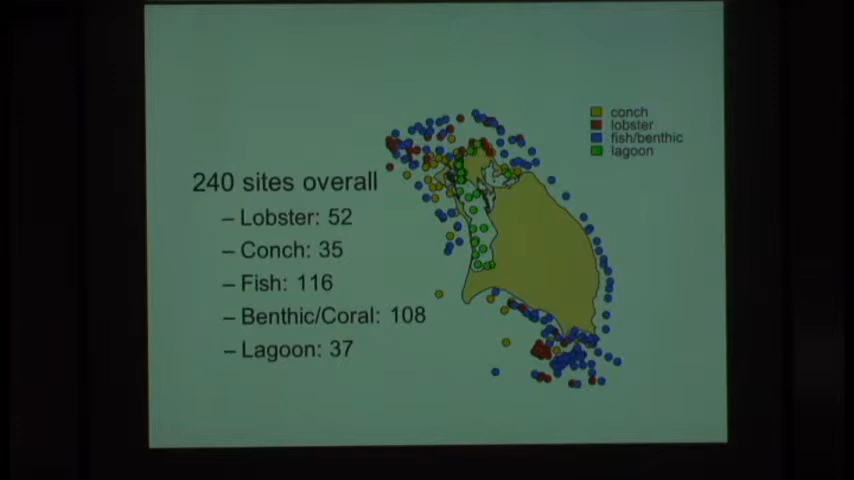 240 sites overall
– Lobster: 52
– Conch: 35
– Fish: 116
– Benthic/Coral: 108
– Lagoon: 37
conch
lobster
fish/benthic
lagoon